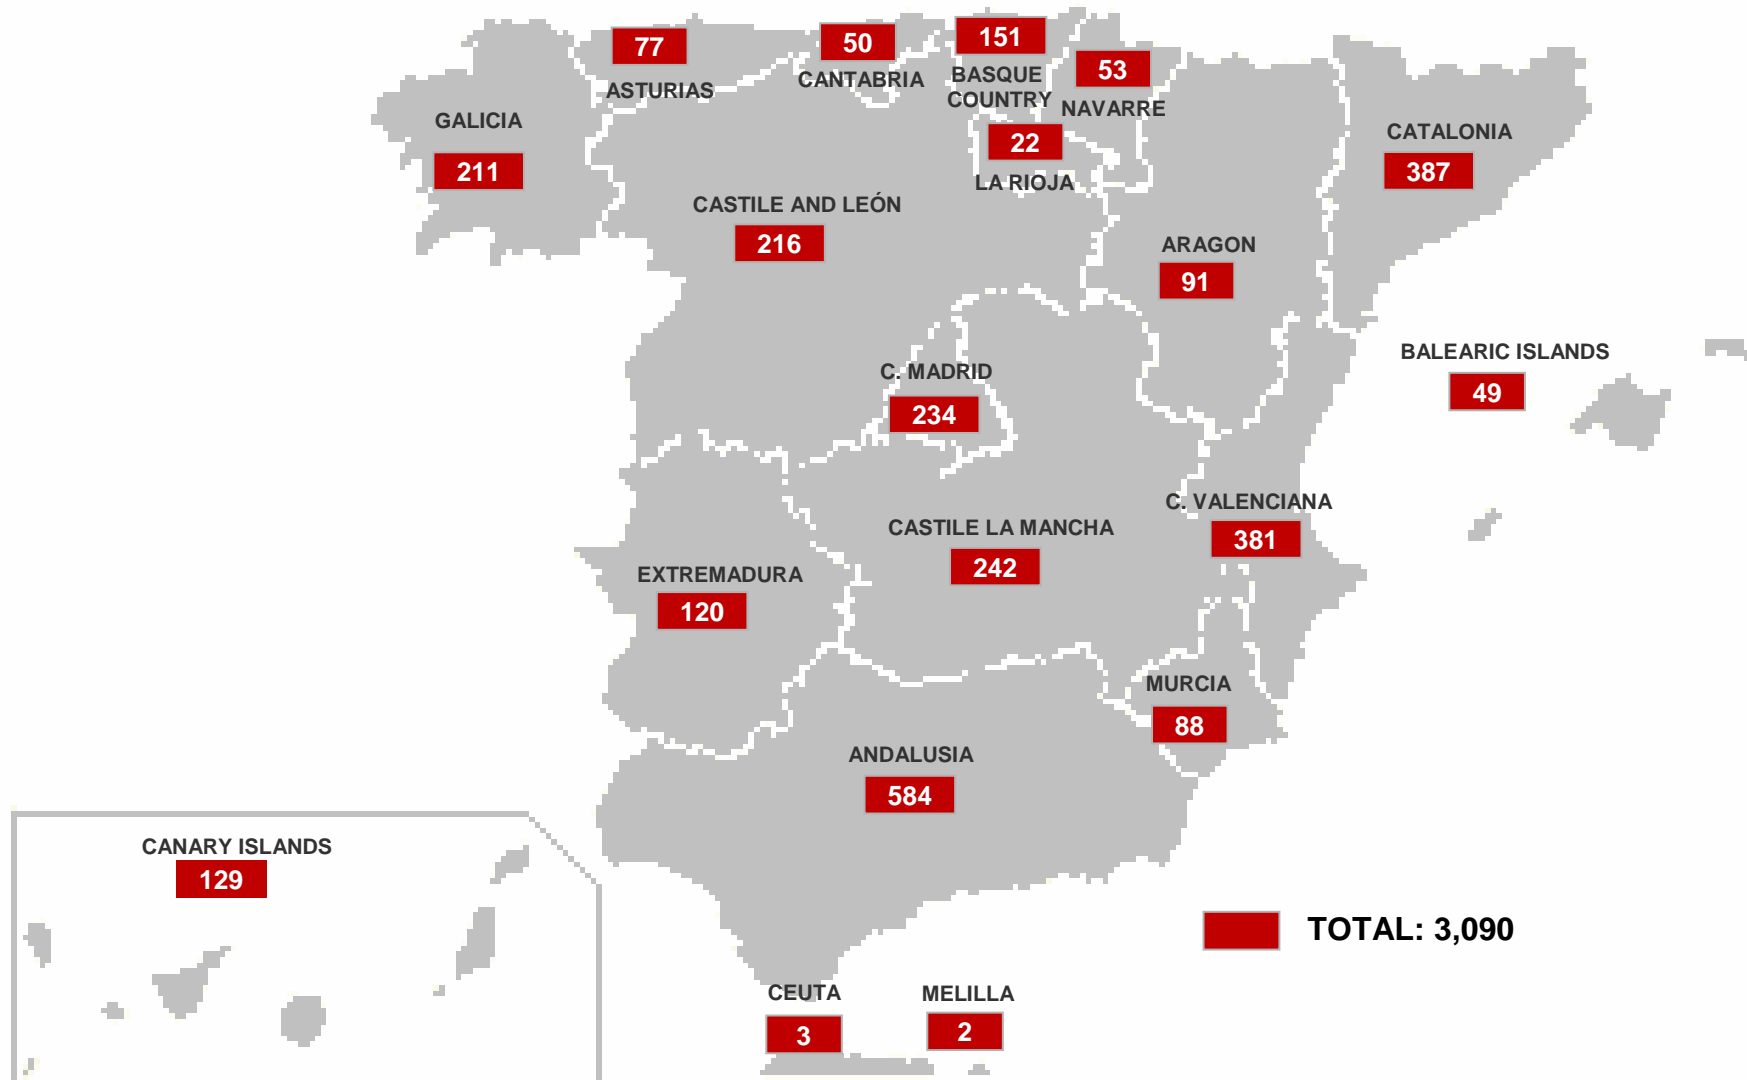 77
ASTURIAS
50
CANTABRIA
151
BASQUE
COUNTRY
53
NAVARRE
GALICIA
211
22
LA RIOJA
CATALONIA
387
CASTILE AND LEÓN
216
ARAGON
91
BALEARIC ISLANDS
49
C. MADRID
234
C. VALENCIANA
381
CASTILE LA MANCHA
242
EXTREMADURA
120
MURCIA
88
ANDALUSIA
584
CANARY ISLANDS
129
TOTAL: 3,090
CEUTA
3
MELILLA
2